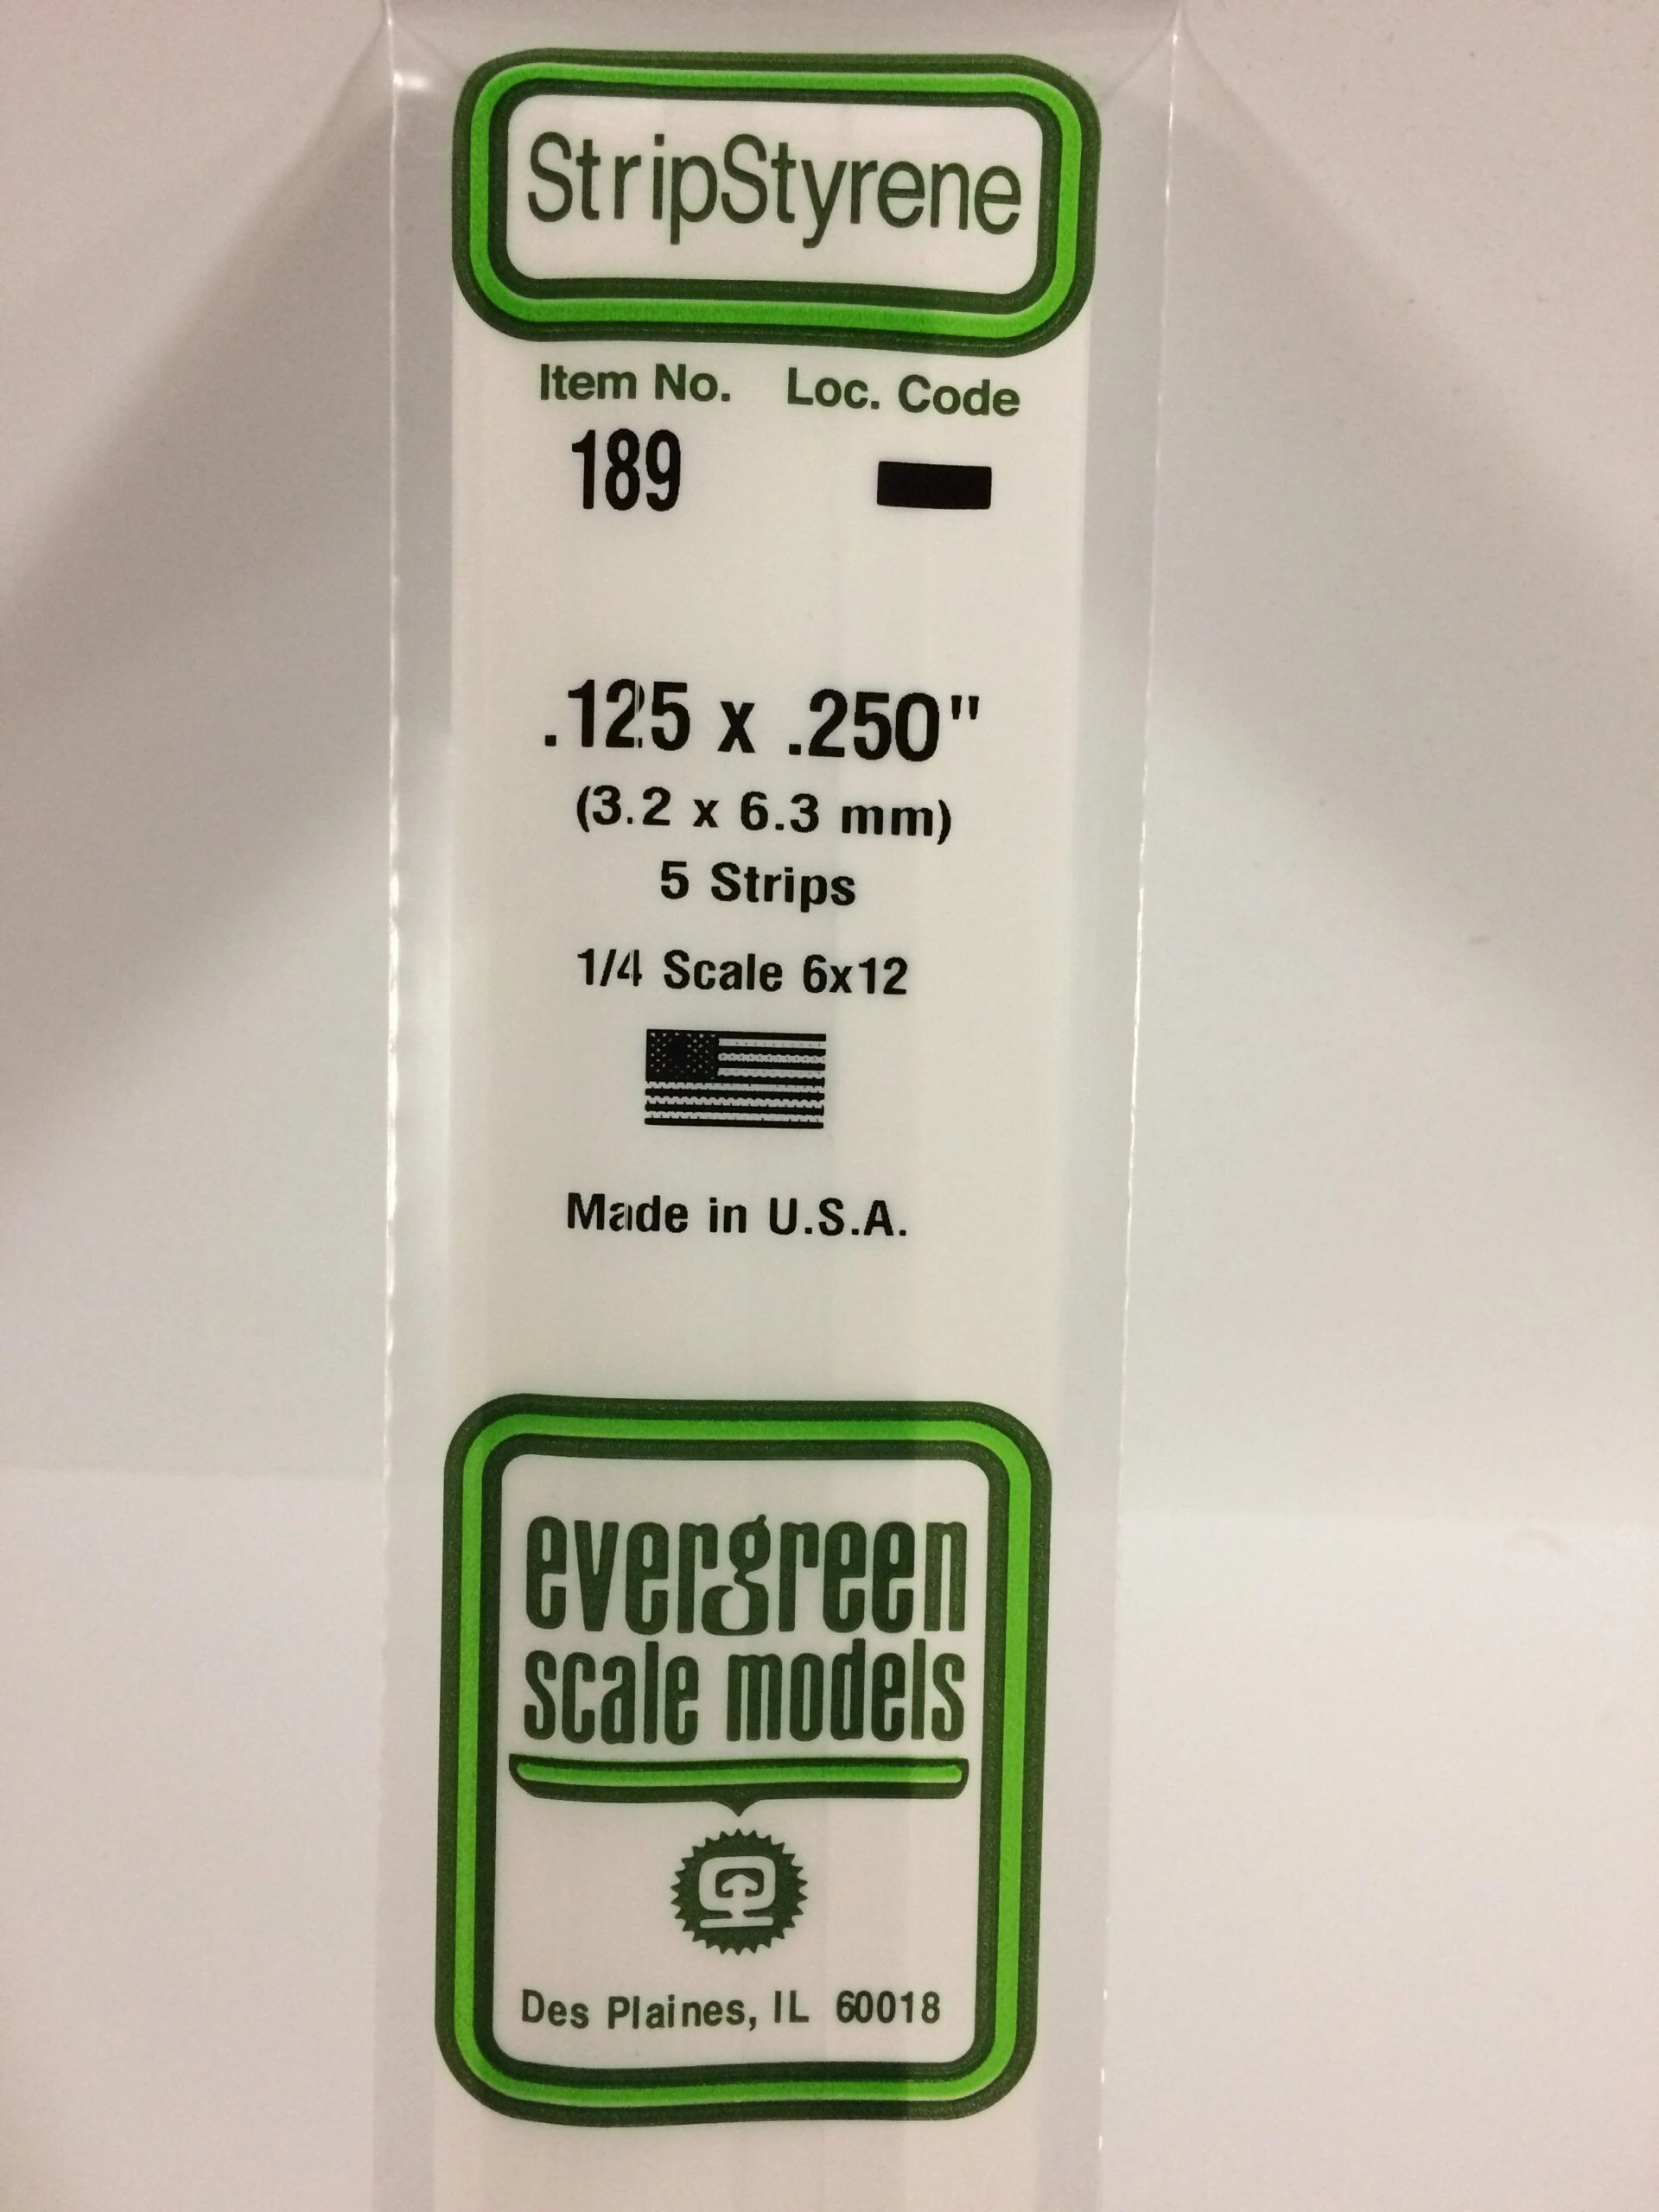 StripStyrene
Item No. Loc. Code
189
.125 x .250"
(3.2 x 6.3 mm)
5 Strips
1/4 Scale 6x12
Made in U.S.A.
evergreen
scale models
Des Plaines, IL 60018